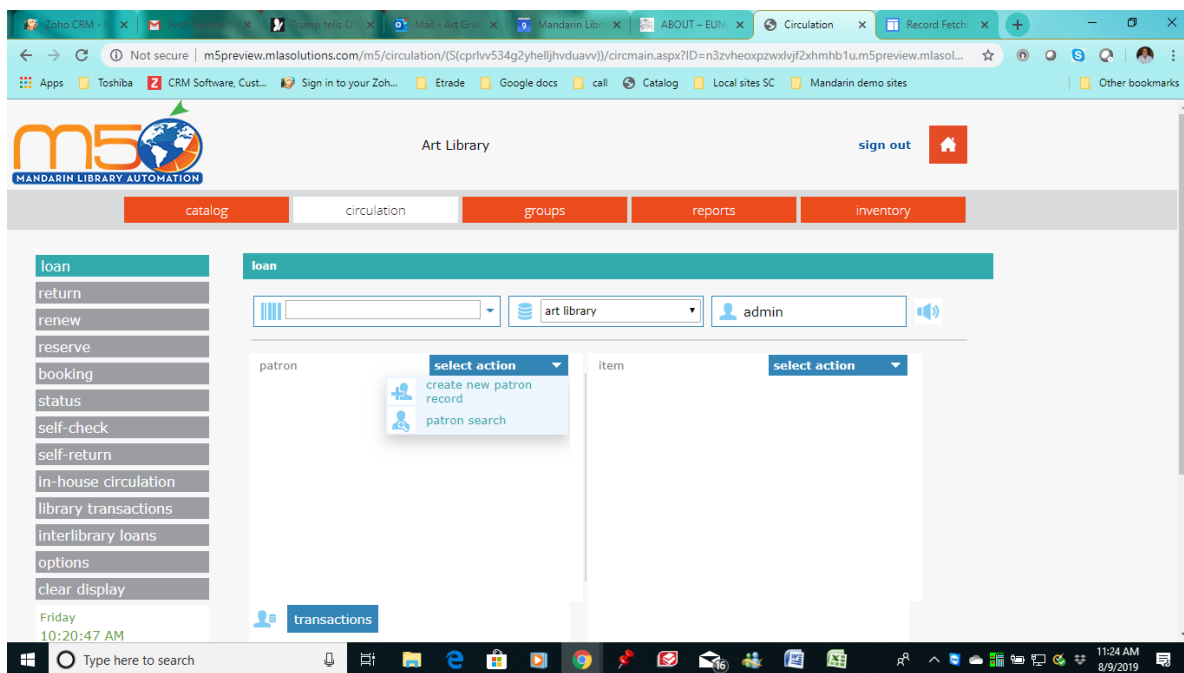 Zoho CRM - 
Trump tells O
Mail - Art Gra
Mandarin Libr
ABOUT – EUN
Circulation
Record Fetch
Not secure | m5preview.mlasolutions.com/m5/circulation/(S(cprlvv534g2yhelljhvduavv))/circmain.aspx?ID=n3zvheoxpzwxlvjf2xhmhb1u.m5preview.mlasol...
Apps Toshiba CRM Software, Cust... Sign in to your Zoh... Etrade Google docs call Catalog Local sites SC Mandarin demo sites Other bookmarks
m5
MANDARIN LIBRARY AUTOMATION
Art Library
sign out
catalog circulation groups reports inventory
loan
return
renew
reserve
booking
status
self-check
self-return
in-house circulation
library transactions
interlibrary loans
options
clear display
Friday
10:20:47 AM
loan
art library
admin
patron
select action
create new patron
record
patron search
item
select action
transactions
Type here to search
16
11:24 AM
8/9/2019